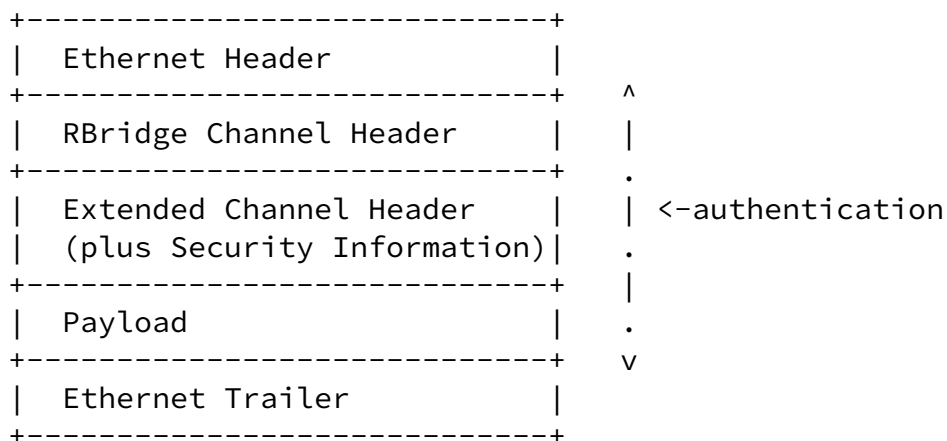 +-----------------------------+
|  Ethernet Header            |
+-----------------------------+   ^
|  RBridge Channel Header     |   |
+-----------------------------+   .
|  Extended Channel Header    |   | <-authentication
|  (plus Security Information)|   .
+-----------------------------+   |
|  Payload                    |   .
+-----------------------------+   v
|  Ethernet Trailer           |
+-----------------------------+